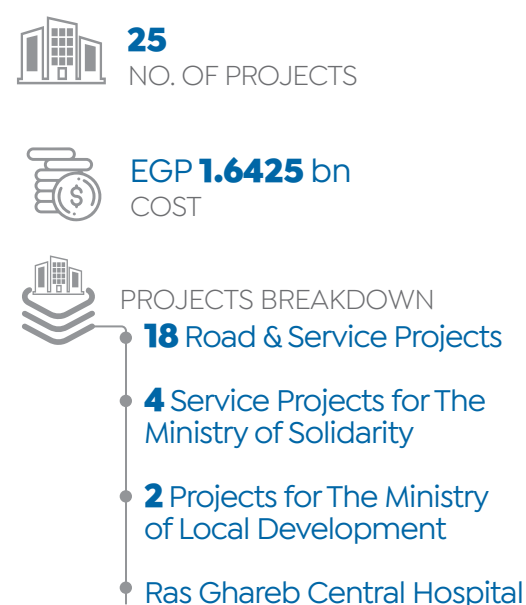 25
NO. OF PROJECTS
EGP 1.6425 bn
COST
PROJECTS BREAKDOWN
18 Road & Service Projects
4 Service Projects for The
Ministry of Solidarity
2 Projects for The Ministry
of Local Development
Ras Ghareb Central Hospital